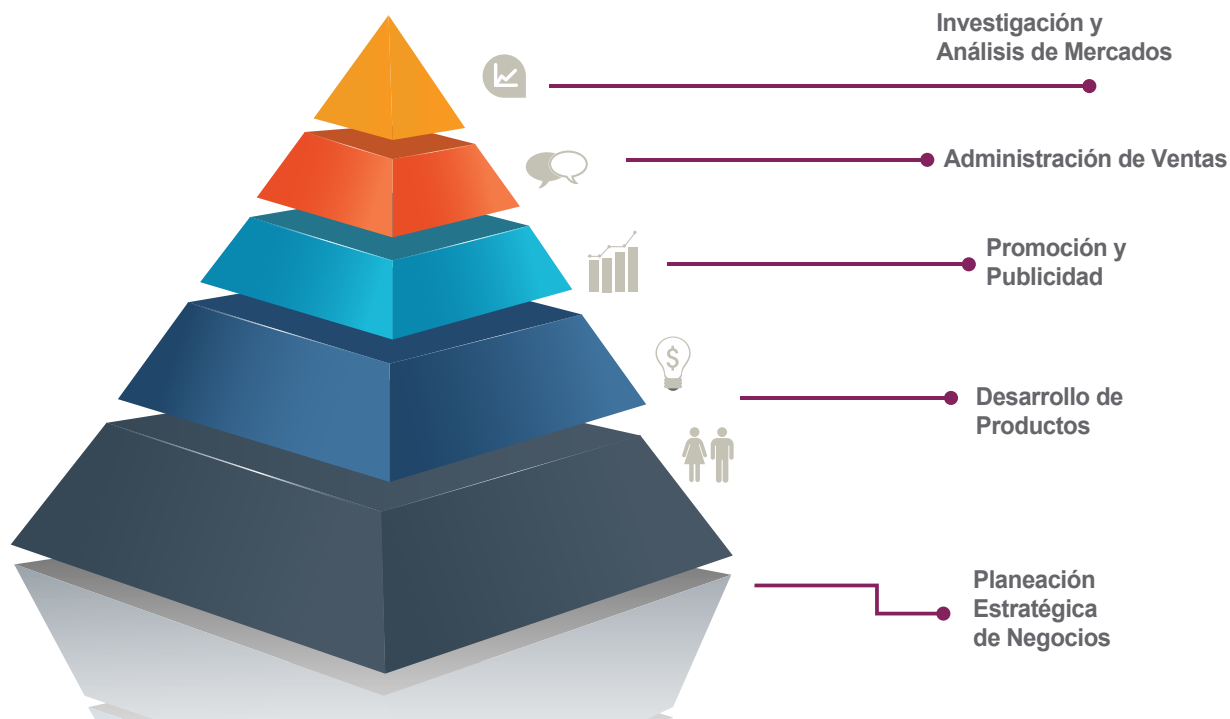 Investigación y
Análisis de Mercados
Administración de Ventas
Promoción y
Publicidad
$
Desarrollo de
Productos
Planeación
Estratégica
de Negocios